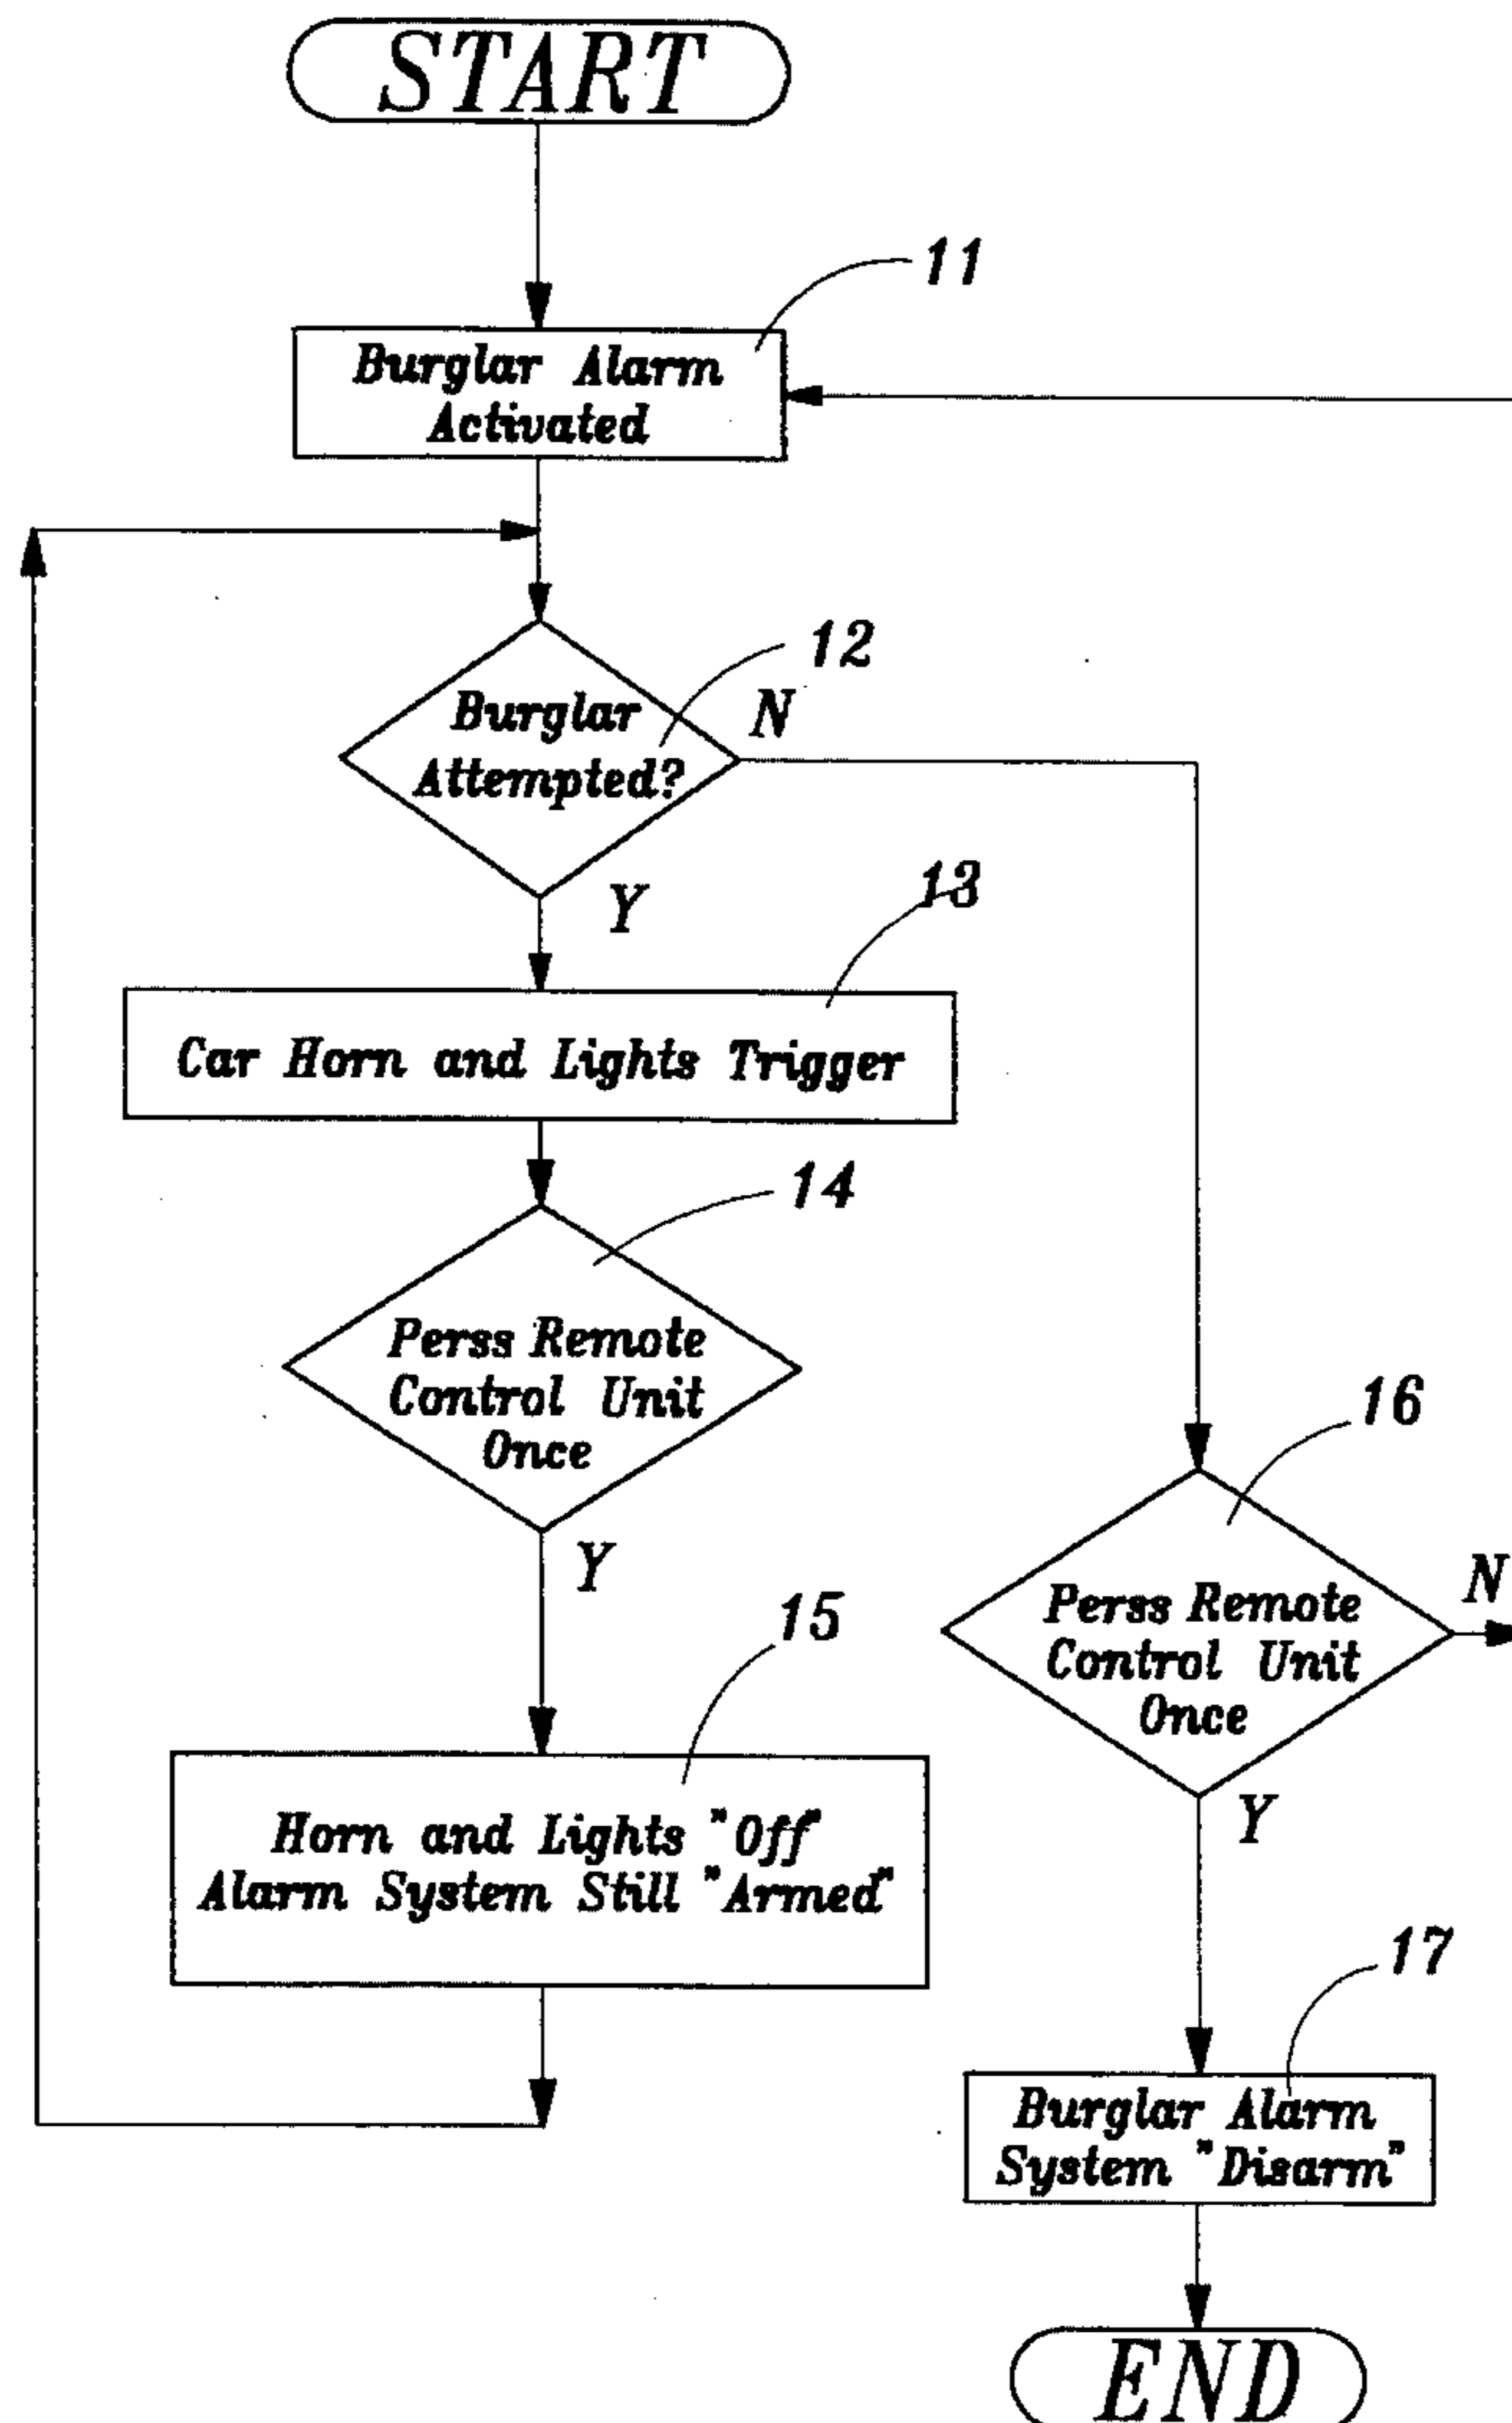 START
11
Burglar Alarm
Activated
12
Burglar
Attempted?
N
Y
13
Car Horn and Lights Trigger
14
Perss Remote
Control Unit
Once
Y
15
Horn and Lights "Off"
Alarm System Still "Armed"
16
Perss Remote
Control Unit
Once
N
Y
17
Burglar Alarm
System "Disarm"
END